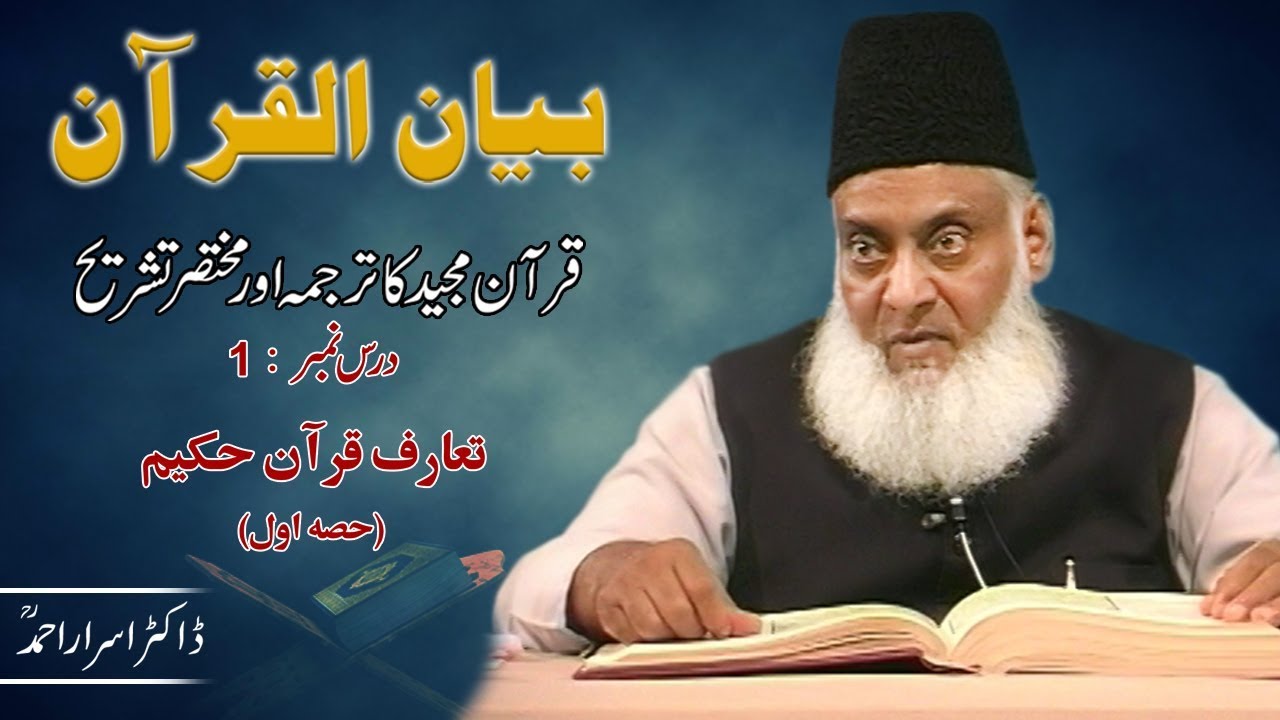 بیان القرآن
قرآن مجید کا ترجمہ اور مختصر تشریح
درس نمبر : 1
تعارف قرآن حکیم
(حصہ اول)
ڈاکٹر اسرار احمدؒ